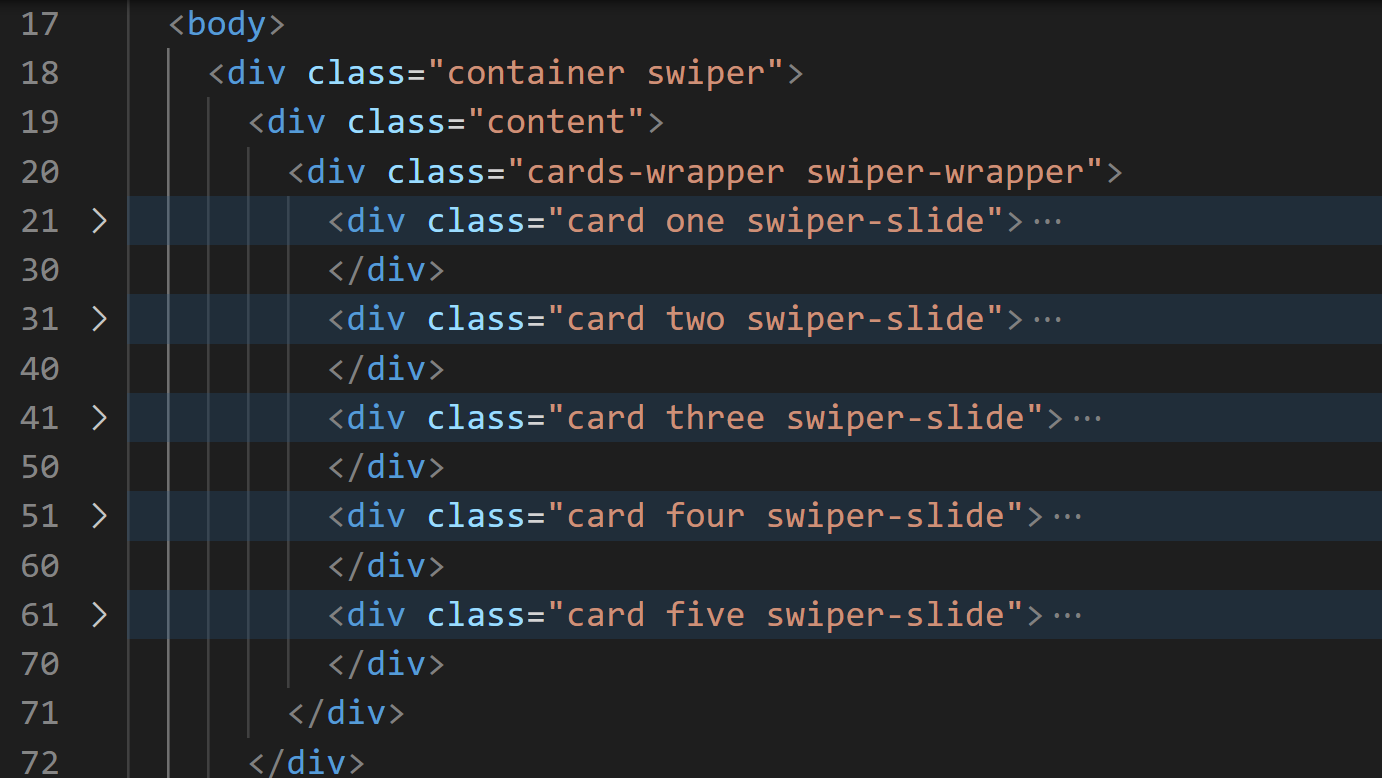 17 <body>
18 <div class="container swiper">
19 <div class="content">
20 <div class="cards-wrapper swiper-wrapper">
21 > <div class="card one swiper-slide">···
30 </div>
31 > <div class="card two swiper-slide">···
40 </div>
41 > <div class="card three swiper-slide">···
50 </div>
51 > <div class="card four swiper-slide">···
60 </div>
61 > <div class="card five swiper-slide">···
70 </div>
71 </div>
72 </div>